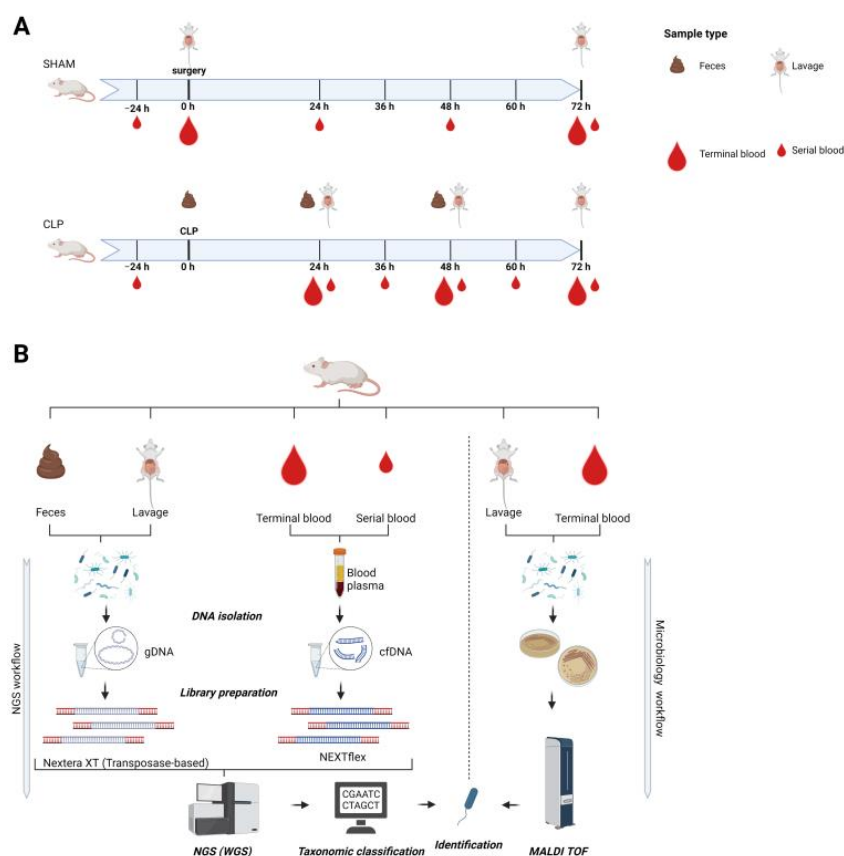 A
Sample type
Feces
Lavage
Terminal blood
Serial blood
SHAM
surgery
−24 h
0 h
24 h
36 h
48 h
60 h
72 h
CLP
CLP
−24 h
0 h
24 h
36 h
48 h
60 h
72 h
B
Feces
Lavage
Terminal blood
Serial blood
Lavage
Terminal blood
Blood
plasma
DNA isolation
gDNA
cfDNA
Library preparation
NGS workflow
Microbiology workflow
Nextera XT (Transposase-based)
NEXTflex
CGAATC
CTAGCT
NGS (WGS)
Taxonomic classification
Identification
MALDI TOF